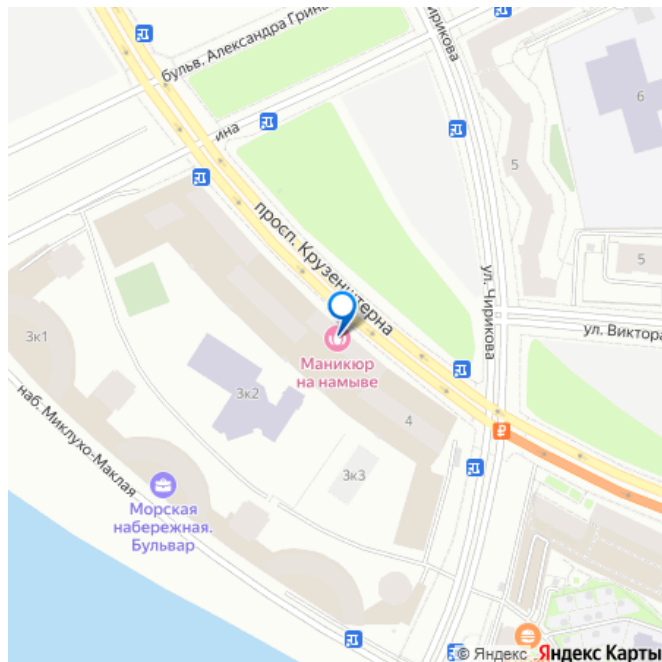 бульв. Александра Грина
Чирикова
ина
6
5
просп. Крузенштерна
5
ул. Чирикова
ул. Виктора
3к1
Маникюр
на намыве
3к2
4
наб. Миклухо-Маклая
3к3
Морская
набережная.
Бульвар
© Яндекс Яндекс Карты